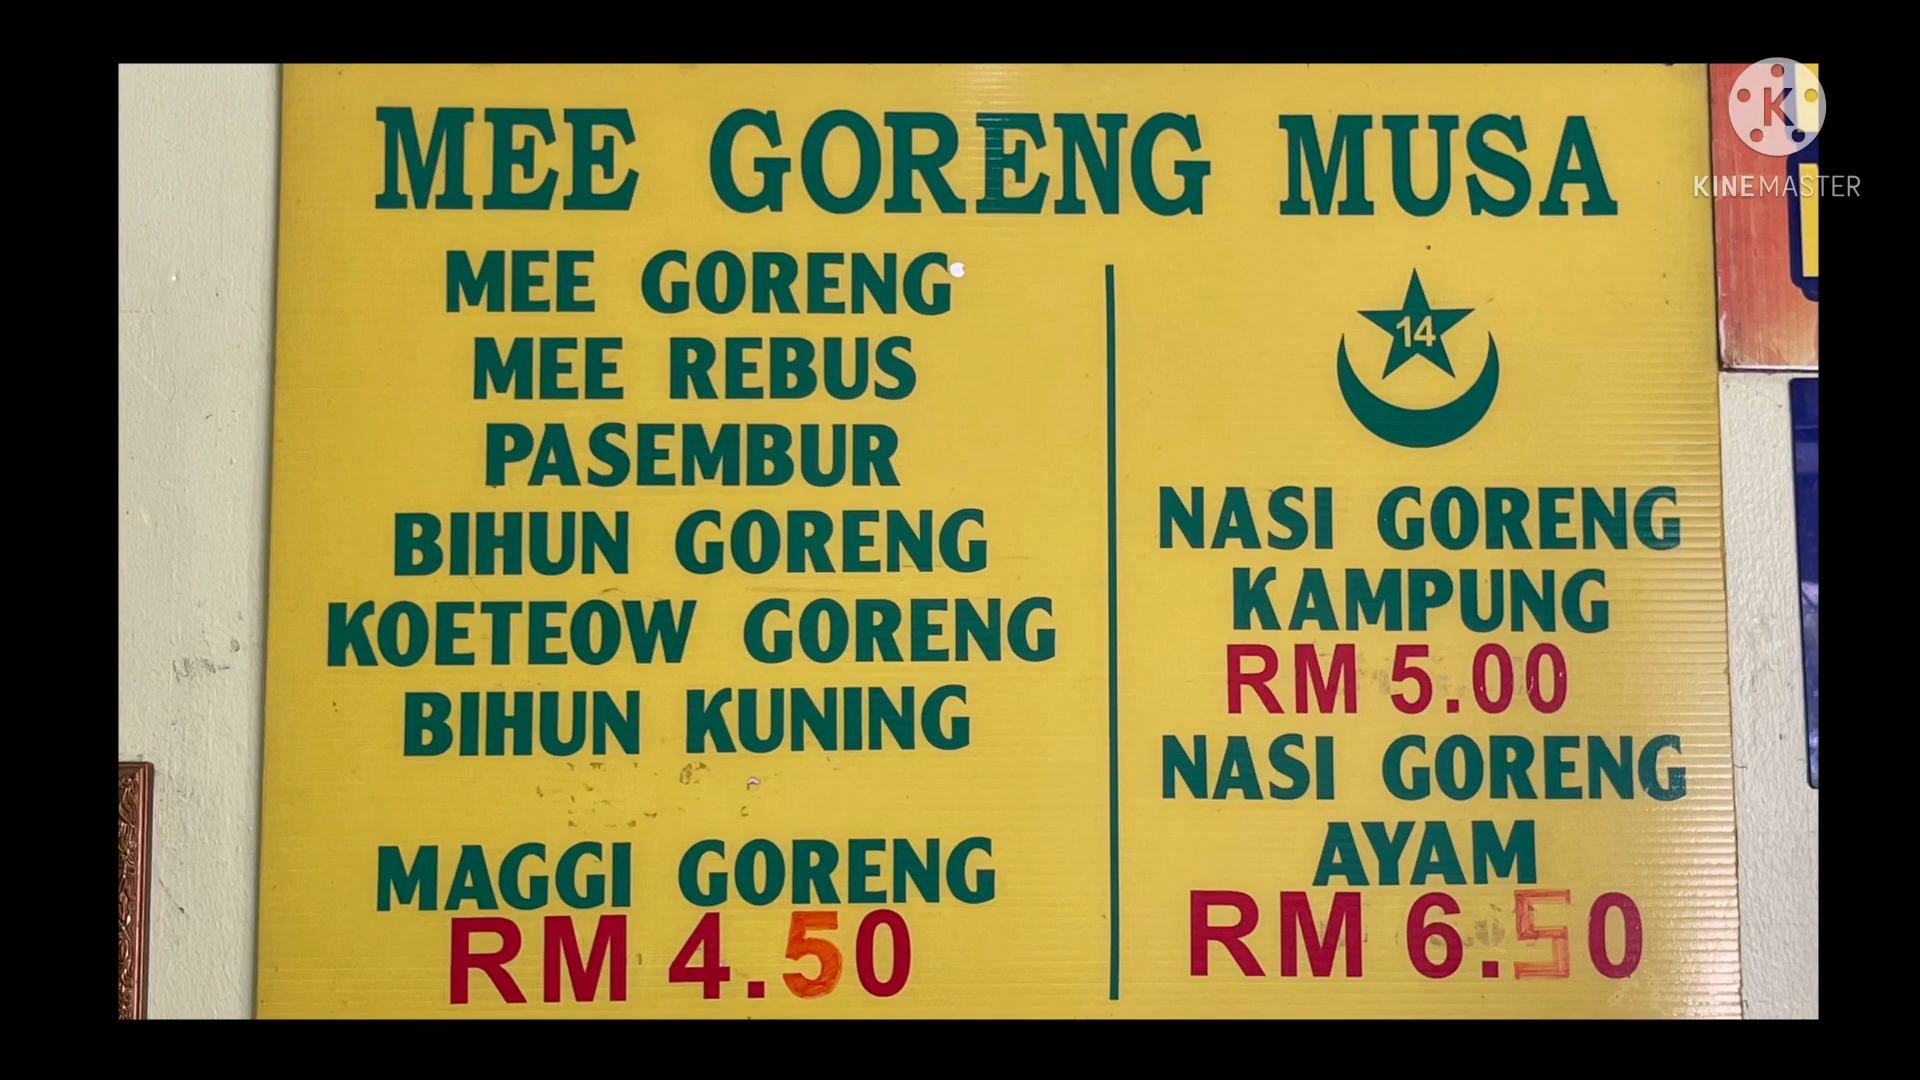 MEE GORENG MUSA
MEE GORENG
MEE REBUS
PASEMBUR
BIHUN GORENG
KOETEOW GORENG
BIHUN KUNING
MAGGI GORENG
RM 4.50
14
NASI GORENG
KAMPUNG
RM 5.00
NASI GORENG
AYAM
RM 6.50
K
KINEMASTER